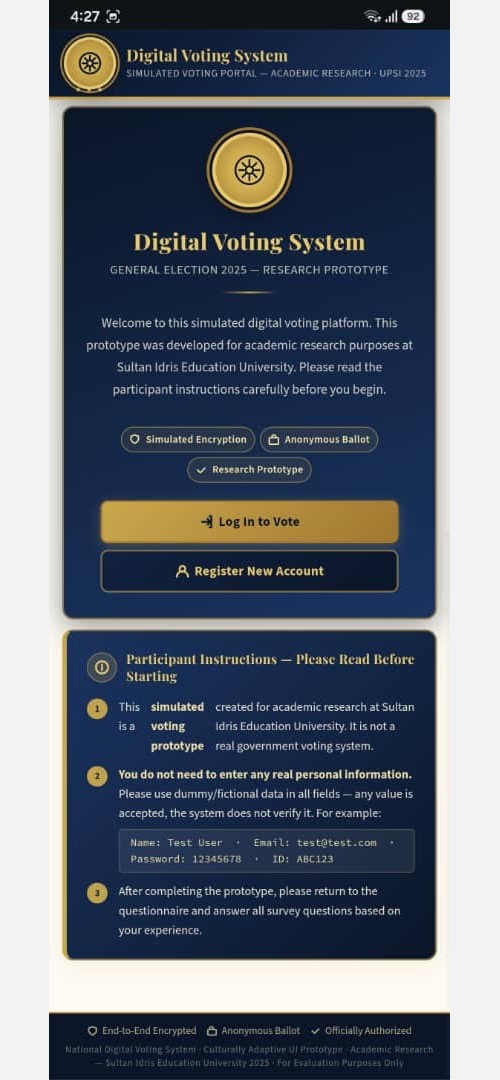 4:27
92
Digital Voting System
SIMULATED VOTING PORTAL — ACADEMIC RESEARCH · UPSI 2025
Digital Voting System
GENERAL ELECTION 2025 — RESEARCH PROTOTYPE
Welcome to this simulated digital voting platform. This
prototype was developed for academic research purposes at
Sultan Idris Education University. Please read the
participant instructions carefully before you begin.
Simulated Encryption
Anonymous Ballot
Research Prototype
Log In to Vote
Register New Account
Participant Instructions — Please Read Before
Starting
1 This simulated created for academic research at Sultan
is a voting Idris Education University. It is not a
prototype real government voting system.
2 You do not need to enter any real personal information.
Please use dummy/fictional data in all fields — any value is
accepted, the system does not verify it. For example:
Name: Test User · Email: test@test.com ·
Password: 12345678 · ID: ABC123
3 After completing the prototype, please return to the
questionnaire and answer all survey questions based on
your experience.
End-to-End Encrypted Anonymous Ballot Officially Authorized
National Digital Voting System · Culturally Adaptive UI Prototype · Academic Research
— Sultan Idris Education University 2025 · For Evaluation Purposes Only